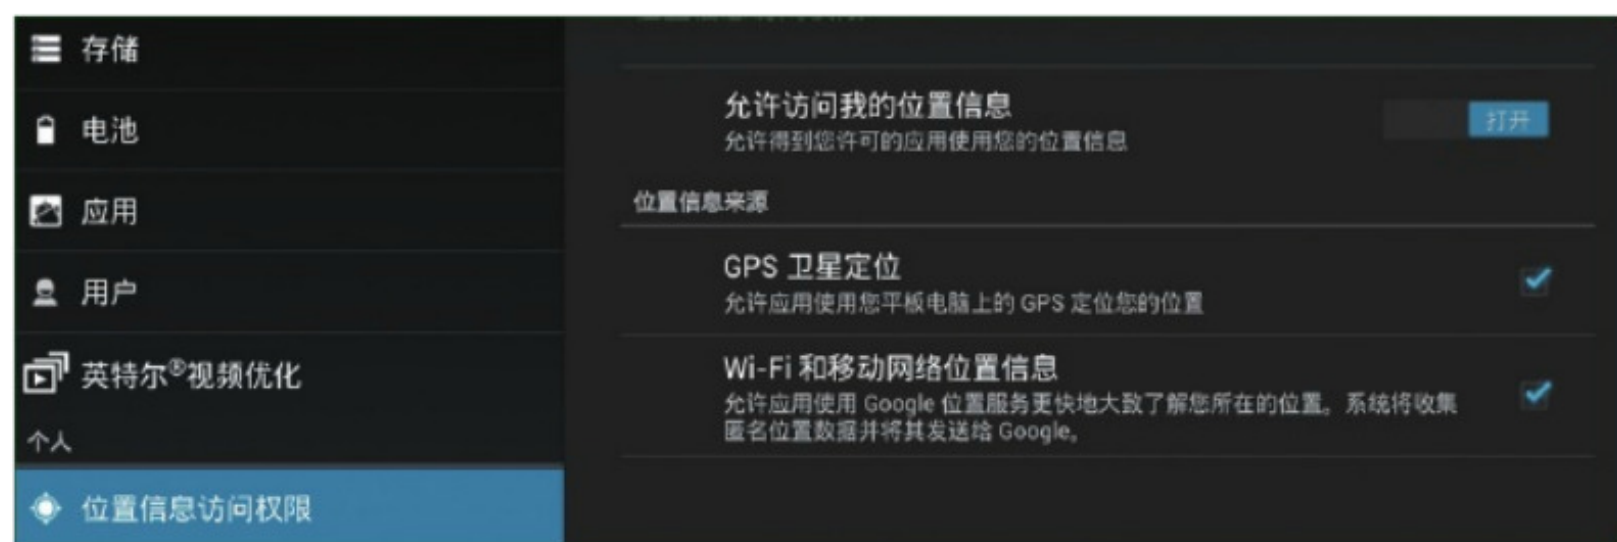 存储
电池
应用
用户
英特尔®视频优化
个人
位置信息访问权限
允许访问我的位置信息
允许得到您许可的应用使用您的位置信息
打开
位置信息来源
GPS 卫星定位
允许应用使用您平板电脑上的 GPS 定位您的位置
Wi-Fi 和移动网络位置信息
允许应用使用 Google 位置服务更快地大致了解您所在的位置。系统将收集
匿名位置数据并将其发送给 Google。